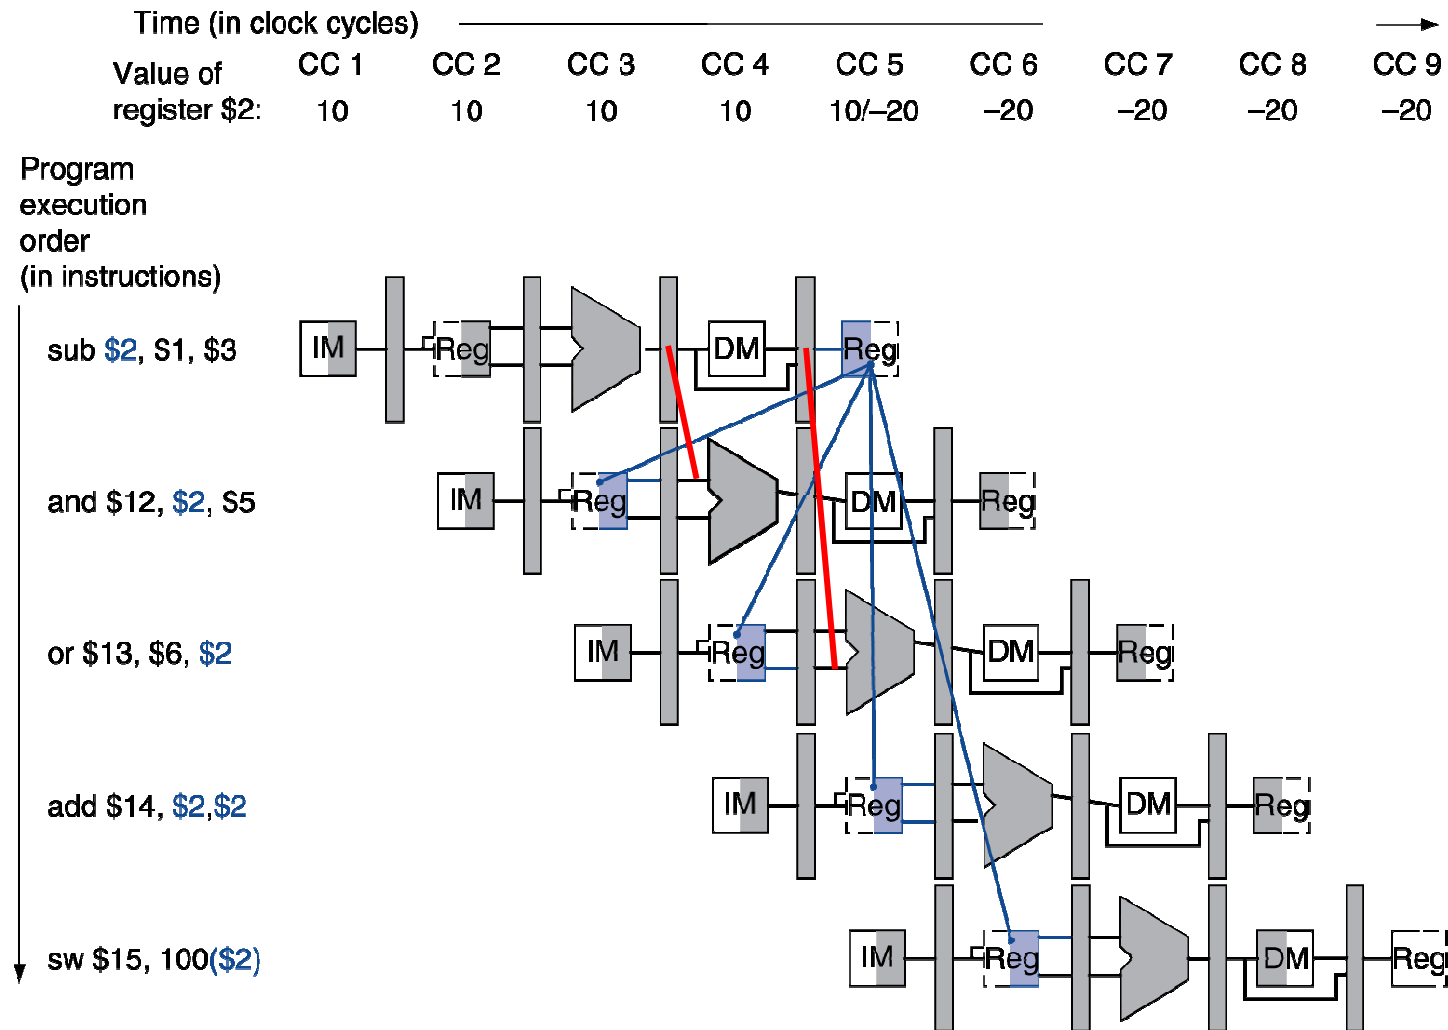 Time (in clock cycles)
Value of register $2:
CC 1 CC 2 CC 3 CC 4 CC 5 CC 6 CC 7 CC 8 CC 9
10 10 10 10 10/–20 –20 –20 –20 –20
Program
execution
order
(in instructions)
sub $2, S1, $3
IM Reg DM Reg
and $12, $2, S5
IM Reg DM Reg
or $13, $6, $2
IM Reg DM Reg
add $14, $2,$2
IM Reg DM Reg
sw $15, 100($2)
IM Reg DM Reg